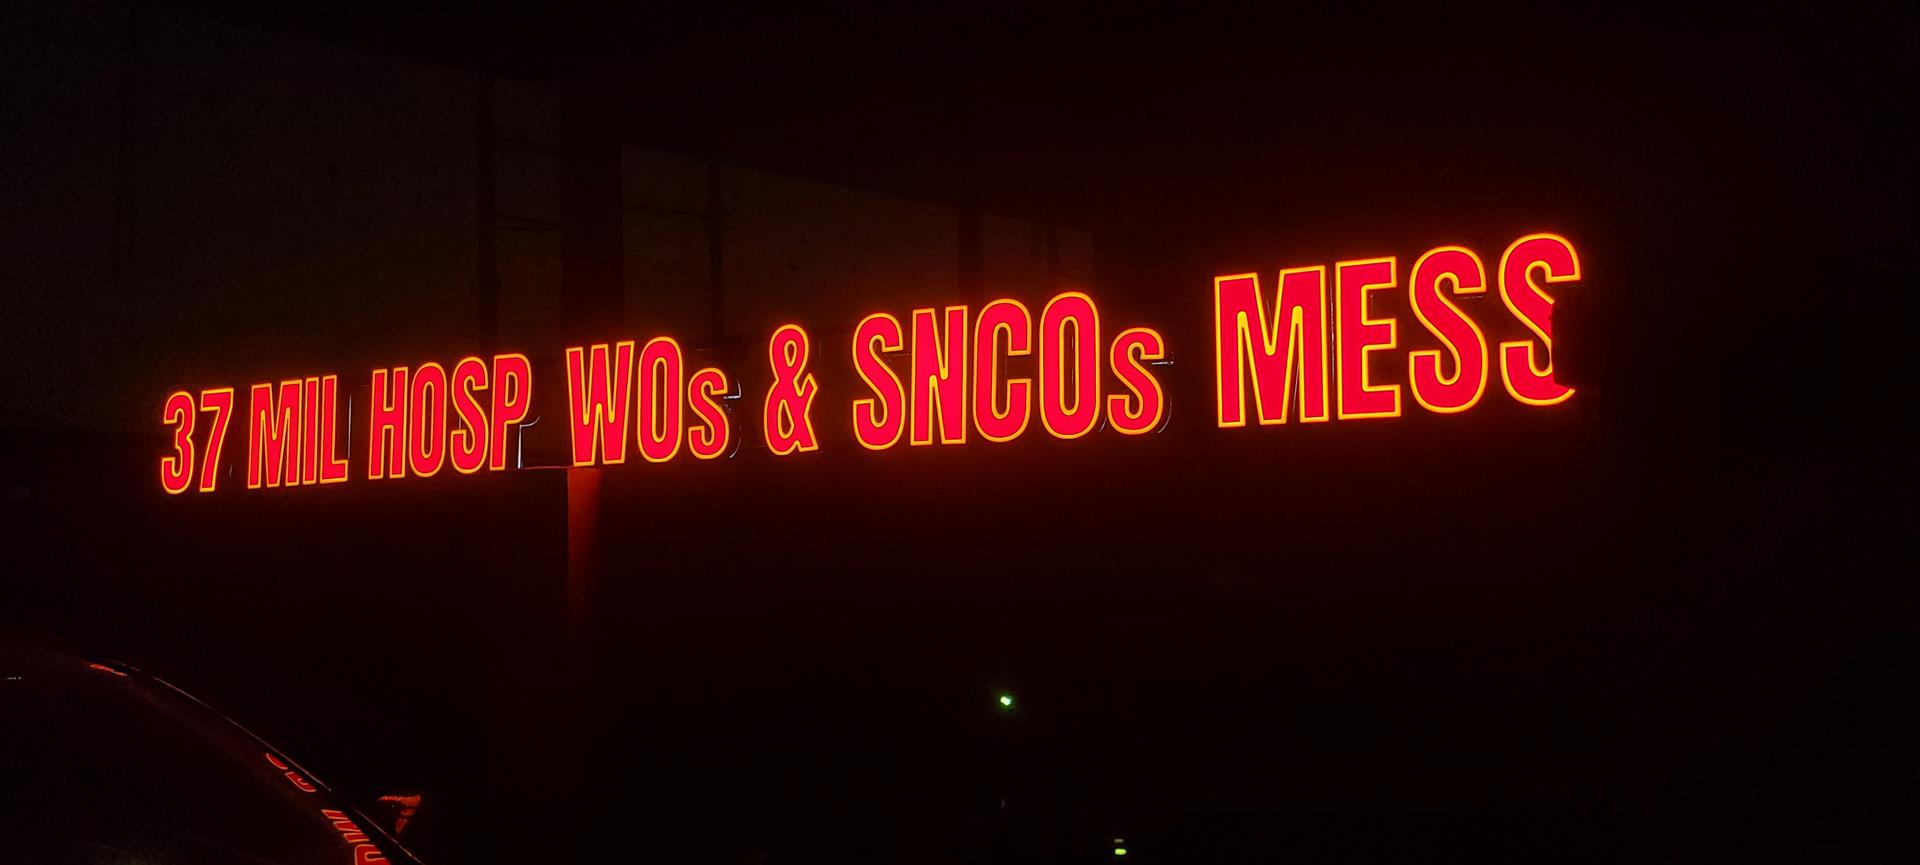 37 MIL HOSP WOs & SNCOs MESS